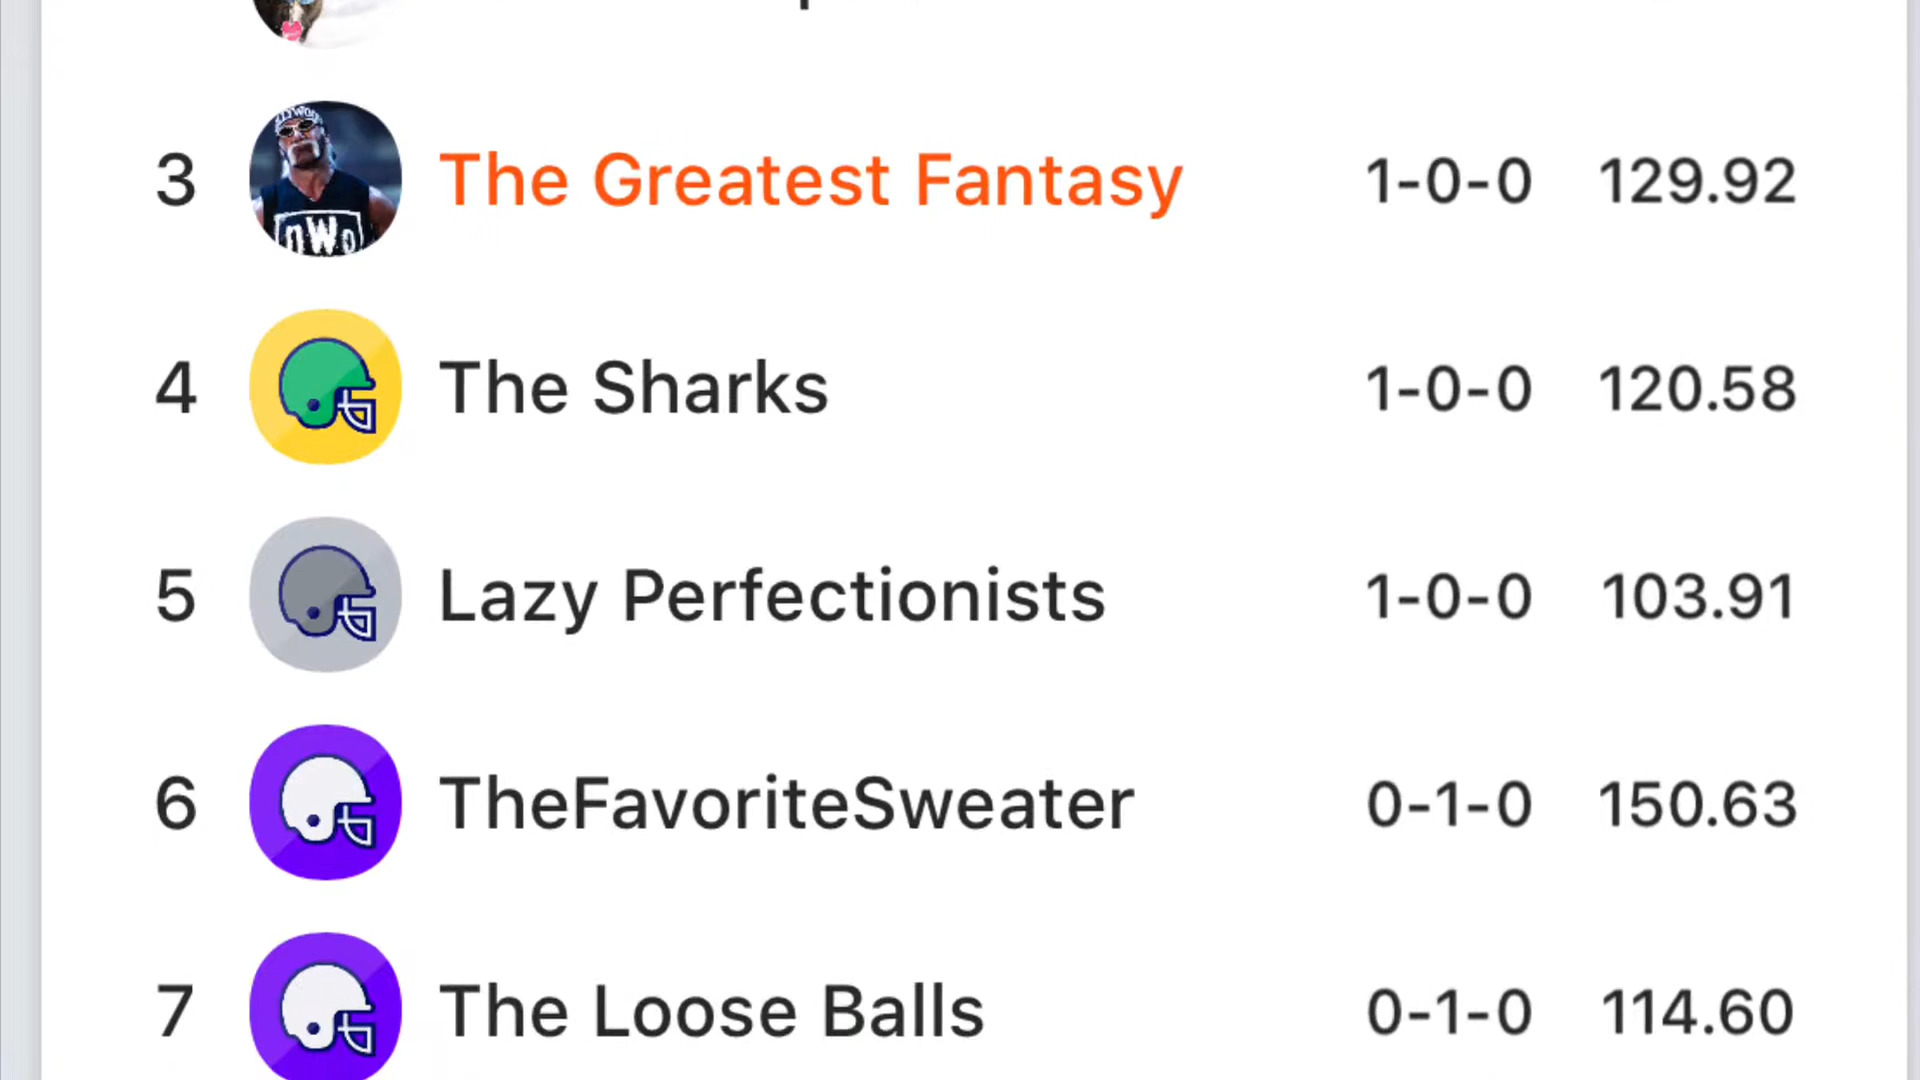 3 The Greatest Fantasy 1-0-0 129.92
4 The Sharks 1-0-0 120.58
5 Lazy Perfectionists 1-0-0 103.91
6 TheFavoriteSweater 0-1-0 150.63
7 The Loose Balls 0-1-0 114.60